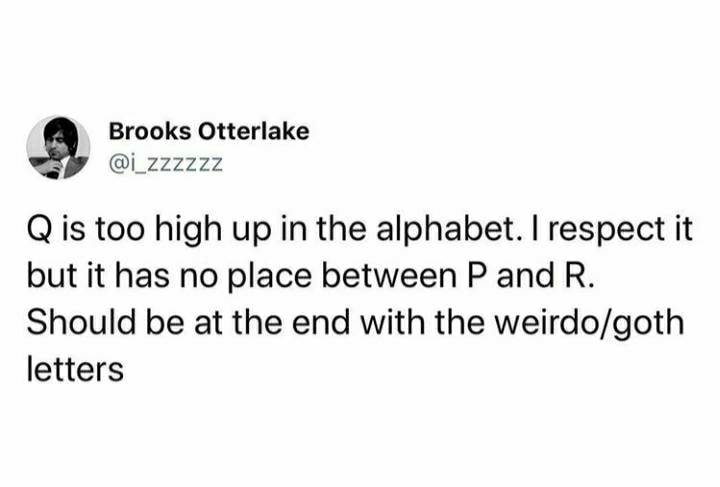 Brooks Otterlake
@i_zzzzzz
Q is too high up in the alphabet. I respect it
but it has no place between P and R.
Should be at the end with the weirdo/goth
letters